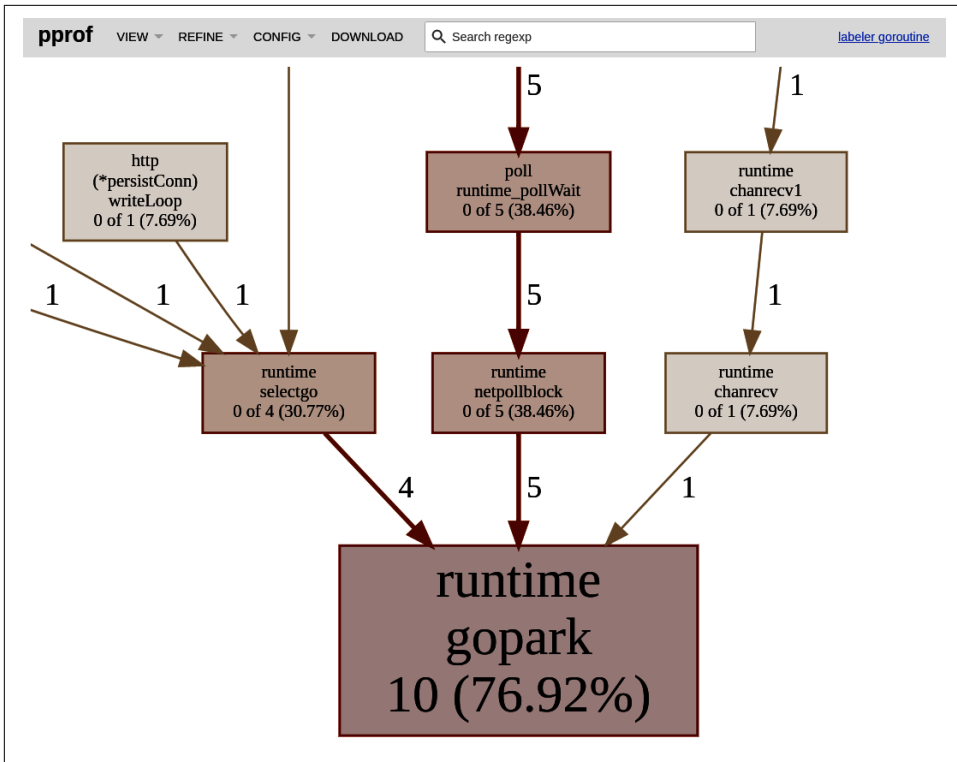 pprof VIEW REFINE CONFIG DOWNLOAD Search regexp labeler goroutine
5
1
http
(*persistConn)
writeLoop
0 of 1 (7.69%)
poll
runtime_pollWait
0 of 5 (38.46%)
runtime
chanrecv1
0 of 1 (7.69%)
1
1
1
5
1
runtime
selectgo
0 of 4 (30.77%)
runtime
netpollblock
0 of 5 (38.46%)
runtime
chanrecv
0 of 1 (7.69%)
4
5
1
runtime
gopark
10 (76.92%)